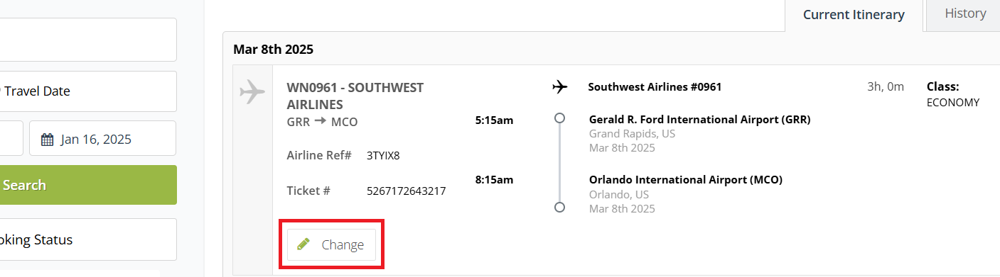 Current Itinerary
History
Mar 8th 2025
Travel Date
Jan 16, 2025
Search
Status
WN0961 - SOUTHWEST
AIRLINES
GRR → MCO
Airline Ref# 3TYIX8
Ticket # 5267172643217
Change
Southwest Airlines #0961 3h, 0m
5:15am Gerald R. Ford International Airport (GRR)
Grand Rapids, US
Mar 8th 2025
8:15am Orlando International Airport (MCO)
Orlando, US
Mar 8th 2025
Class:
ECONOMY